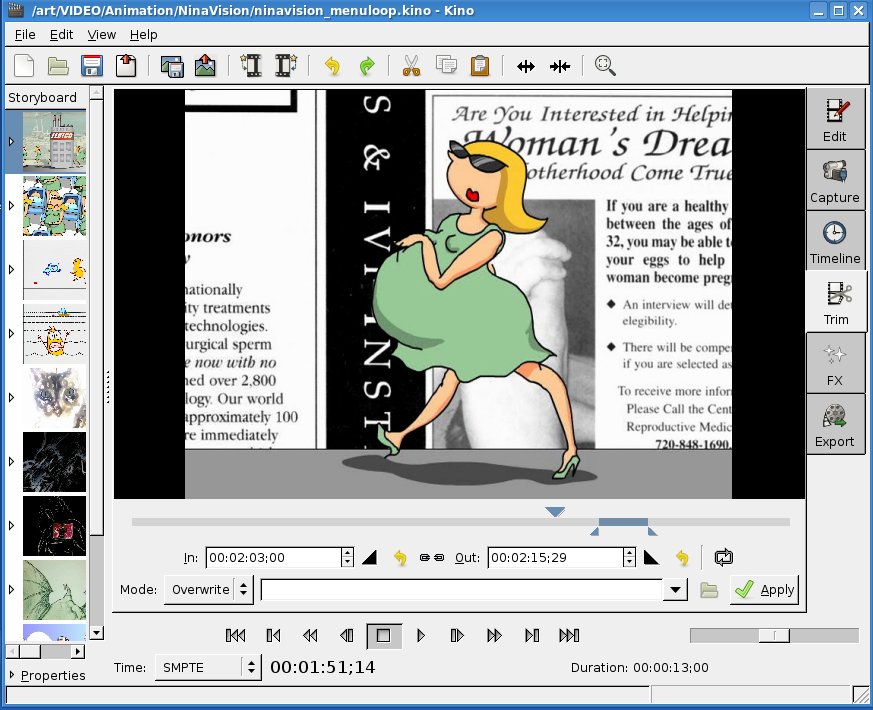 /art/VIDEO/Animation/NinaVision/ninavision_menuloop.kino - Kino
File Edit View Help
Storyboard
S & IV
INST
onors
nationally
ity treatments
technologies.
urgical sperm
e now with no
ned over 2,800
logy. Our world
approximately 100
re immediately
Are You Interested in Helpin
Woman's Drea
otherhood Come True
If you are a healthy
between the ages of
32, you may be able t
your eggs to help
woman become preg
◆ An interview will de
elegibility.
◆ There will be compe
if you are selected as
To receive more infor
Please Call the Cent
Reproductive Medic
720-848-1690.
Edit
Capture
Timeline
Trim
FX
Export
In: 00:02:03;00 Out: 00:02:15;29
Mode: Overwrite Apply
Time: SMPTE 00:01:51;14 Duration: 00:00:13;00
Properties